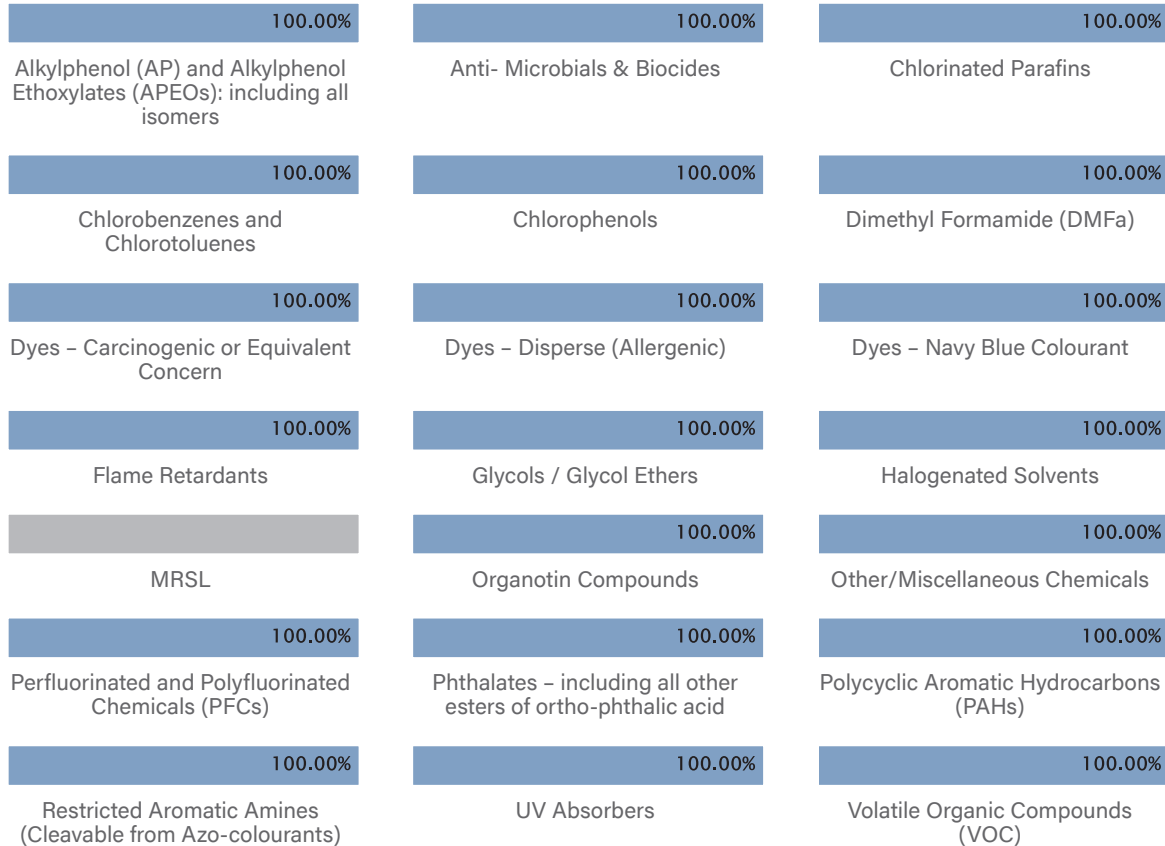 100.00%
100.00%
100.00%
Alkylphenol (AP) and Alkylphenol
Ethoxylates (APEOs): including all
isomers
Anti- Microbials & Biocides
Chlorinated Parafins
100.00%
100.00%
100.00%
Chlorobenzenes and
Chlorotoluenes
Chlorophenols
Dimethyl Formamide (DMFa)
100.00%
100.00%
100.00%
Dyes – Carcinogenic or Equivalent
Concern
Dyes – Disperse (Allergenic)
Dyes – Navy Blue Colourant
100.00%
100.00%
100.00%
Flame Retardants
Glycols / Glycol Ethers
Halogenated Solvents
100.00%
100.00%
MRSL
Organotin Compounds
Other/Miscellaneous Chemicals
100.00%
100.00%
100.00%
Perfluorinated and Polyfluorinated
Chemicals (PFCs)
Phthalates – including all other
esters of ortho-phthalic acid
Polycyclic Aromatic Hydrocarbons
(PAHs)
100.00%
100.00%
100.00%
Restricted Aromatic Amines
(Cleavable from Azo-colourants)
UV Absorbers
Volatile Organic Compounds
(VOC)